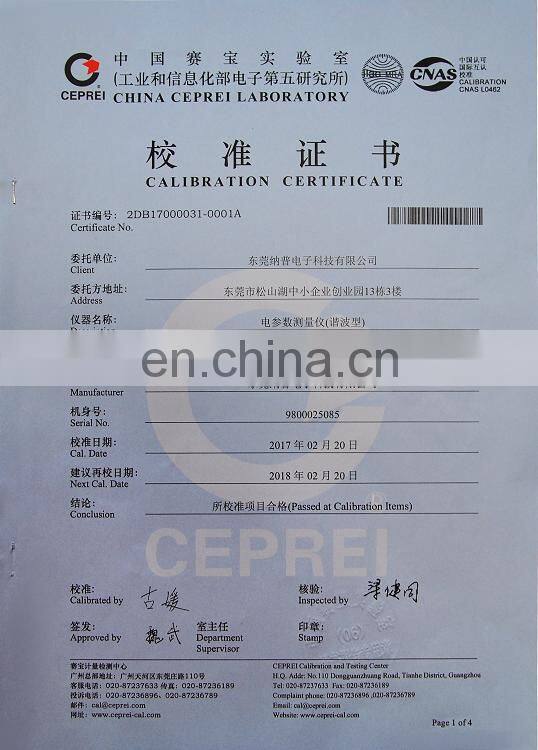 CEPREI
中国赛宝实验室
(工业和信息化部电子第五研究所)
CHINA CEPREI LABORATORY
ilac-MRA
CNAS
中国认可
国际互认
校准
CALIBRATION
CNAS L0462
校准证书
CALIBRATION CERTIFICATE
证书编号: 2DB17000031-0001A
Certificate No.
委托单位: 东莞纳普电子科技有限公司
Client
委托方地址: 东莞市松山湖中小企业创业园13栋3楼
Address
仪器名称: 电参数测量仪(谐波型)
en.china.cn
Manufacturer
机身号: 9800025085
Serial No.
校准日期: 2017 年 02 月 20 日
Cal. Date
建议再校日期: 2018 年 02 月 20 日
Next Cal. Date
结论: 所校准项目合格(Passed at Calibration Items)
Conclusion
CEPREI
校准: 核验:
Calibrated by 古媛 Inspected by
签发: 魏武 室主任 印章:
Approved by Department Stamp
Supervisor
赛宝计量检测中心 CEPREI Calibration and Testing Center
广州总部地址: 广州天河区东莞庄路110号 H.Q. Addr: No.110 Dongguanzhuang Road, Tianhe District, Guangzhou
客服电话: 020-87237633 传真: 020-87236189 Tel: 020-87237633 Fax: 020-87236189
投诉电话: 020-87236896、020-87236789 Complaint phone: 020-87236896、020-87236789
邮件: cal@ceprei.com Email: cal@ceprei.com
网址: www.ceprei-cal.com Website: www.ceprei-cal.com
Page 1 of 4